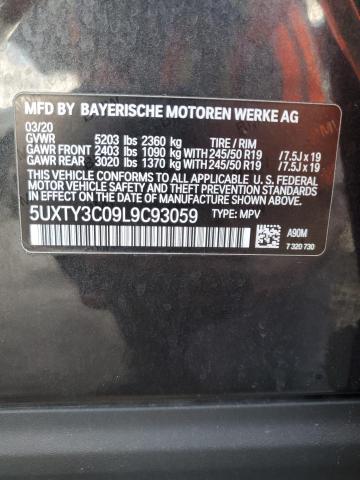 MFD BY BAYERISCHE MOTOREN WERKE AG
03/20
GVWR 5203 lbs 2360 kg TIRE / RIM
GAWR FRONT 2403 lbs 1090 kg WITH 245/50 R19 /7.5J x 19
GAWR REAR 3020 lbs 1370 kg WITH 245/50 R19 /7.5J x 19
THIS VEHICLE CONFORMS TO ALL APPLICABLE
U.S. FEDERAL MOTOR VEHICLE SAFETY, BUMPER AND THEFT
PREVENTION STANDARDS IN EFFECT ON THE DATE OF
MANUFACTURE SHOWN ABOVE.
5UXTY3C09L9C93059 TYPE: MPV
A90M
7 320 730